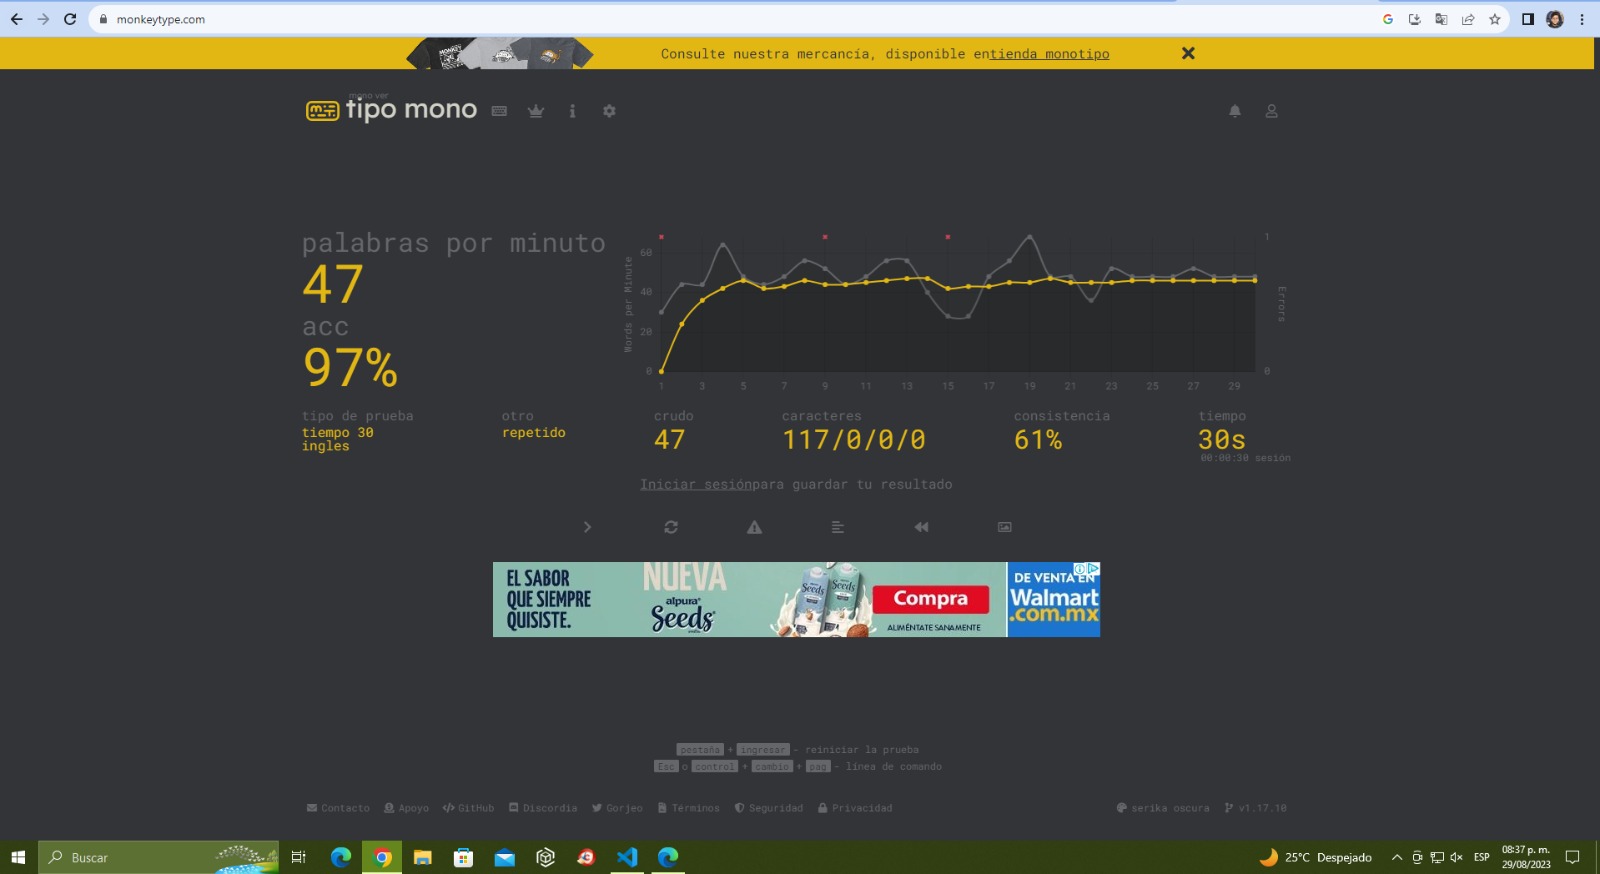 monkeytype.com
Consulte nuestra mercancía, disponible entienda monotipo
mono ver
tipo mono
palabras por minuto
47
acc
97%
Words per Minute
60
40
20
0
1 3 5 7 9 11 13 15 17 19 21 23 25 27 29
1
0
Errors
tipo de prueba
tiempo 30
ingles
otro
repetido
crudo
47
caracteres
117/0/0/0
consistencia
61%
tiempo
30s
00:00:30 sesión
Iniciar sesiónpara guardar tu resultado
EL SABOR
QUE SIEMPRE
QUISISTE.
NUEVA
alpura
Seeds
Seeds
Seeds
Compra
ALIMÉNTATE SANAMENTE
DE VENTA EN
Walmart
.com.mx
pestaña + ingresar - reiniciar la prueba
Esc o control + cambio + pag - línea de comando
Contacto Apoyo GitHub Discordia Gorjeo Términos Seguridad Privacidad
serika oscura v1.17.10
Buscar
25°C Despejado
ESP
08:37 p. m.
29/08/2023